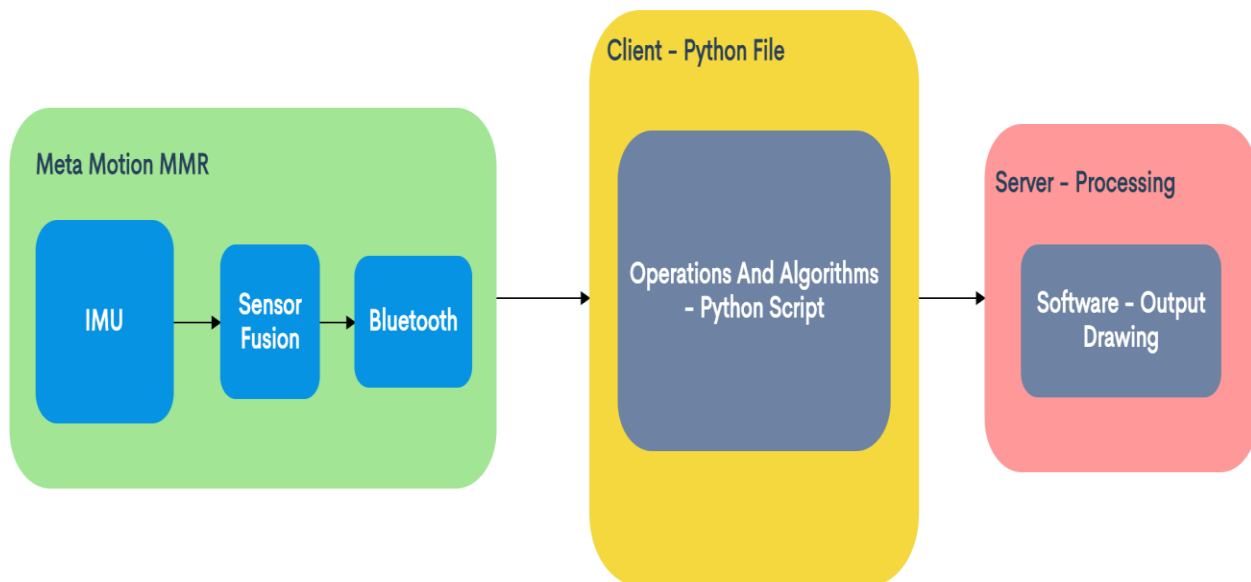 Client - Python File
Meta Motion MMR
Server - Processing
IMU
Sensor
Fusion
Bluetooth
Operations And Algorithms
- Python Script
Software - Output
Drawing